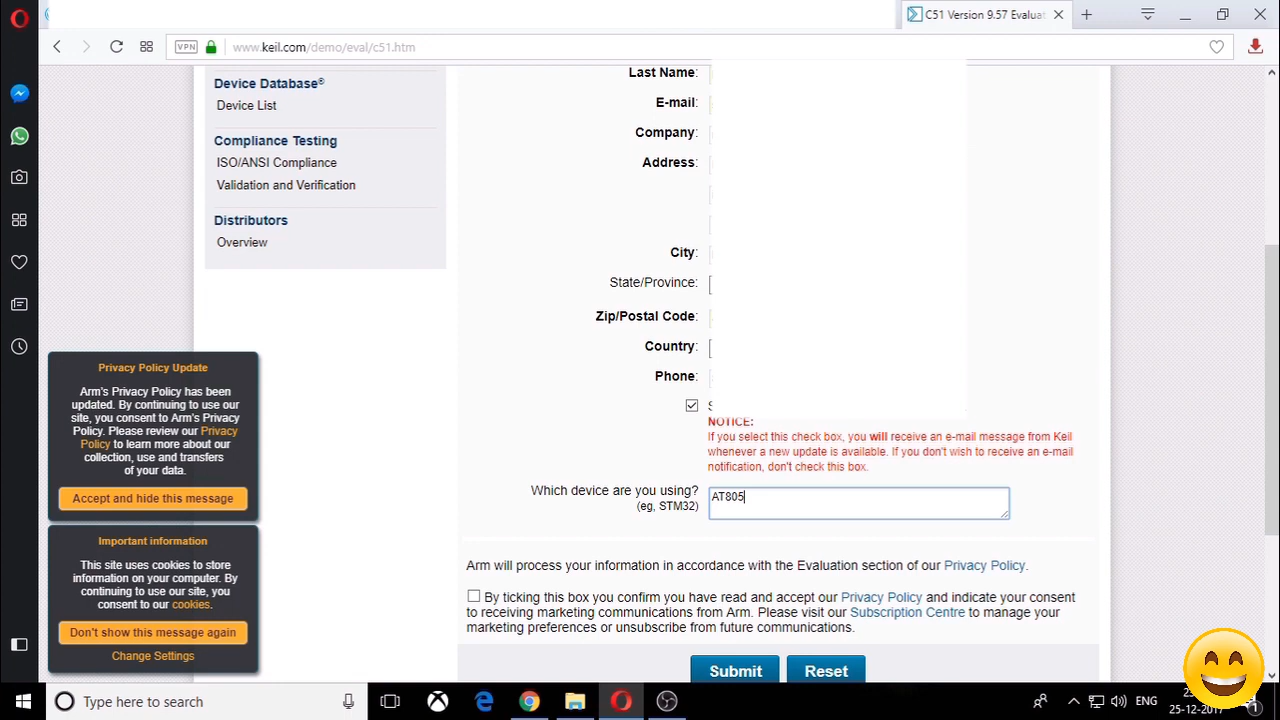 C51 Version 9.57 Evaluat
VPN
www.keil.com/demo/eval/c51.htm
Device Database®
Device List
Compliance Testing
ISO/ANSI Compliance
Validation and Verification
Distributors
Overview
Last Name:
E-mail:
Company:
Address:
City:
State/Province:
Zip/Postal Code:
Country:
Phone:
NOTICE:
If you select this check box, you will receive an e-mail message from Keil
whenever a new update is available. If you don't wish to receive an e-mail
notification, don't check this box.
Which device are you using?
(eg, STM32)
AT805
Arm will process your information in accordance with the Evaluation section of our Privacy Policy.
By ticking this box you confirm you have read and accept our Privacy Policy and indicate your consent
to receiving marketing communications from Arm. Please visit our Subscription Centre to manage your
marketing preferences or unsubscribe from future communications.
Submit
Reset
Privacy Policy Update
Arm's Privacy Policy has been
updated. By continuing to use our
site, you consent to Arm's Privacy
Policy. Please review our Privacy
Policy to learn more about our
collection, use and transfers
of your data.
Accept and hide this message
Important information
This site uses cookies to store
information on your computer. By
continuing to use our site, you
consent to our cookies.
Don't show this message again
Change Settings
Type here to search
ENG
25-12-2017
1